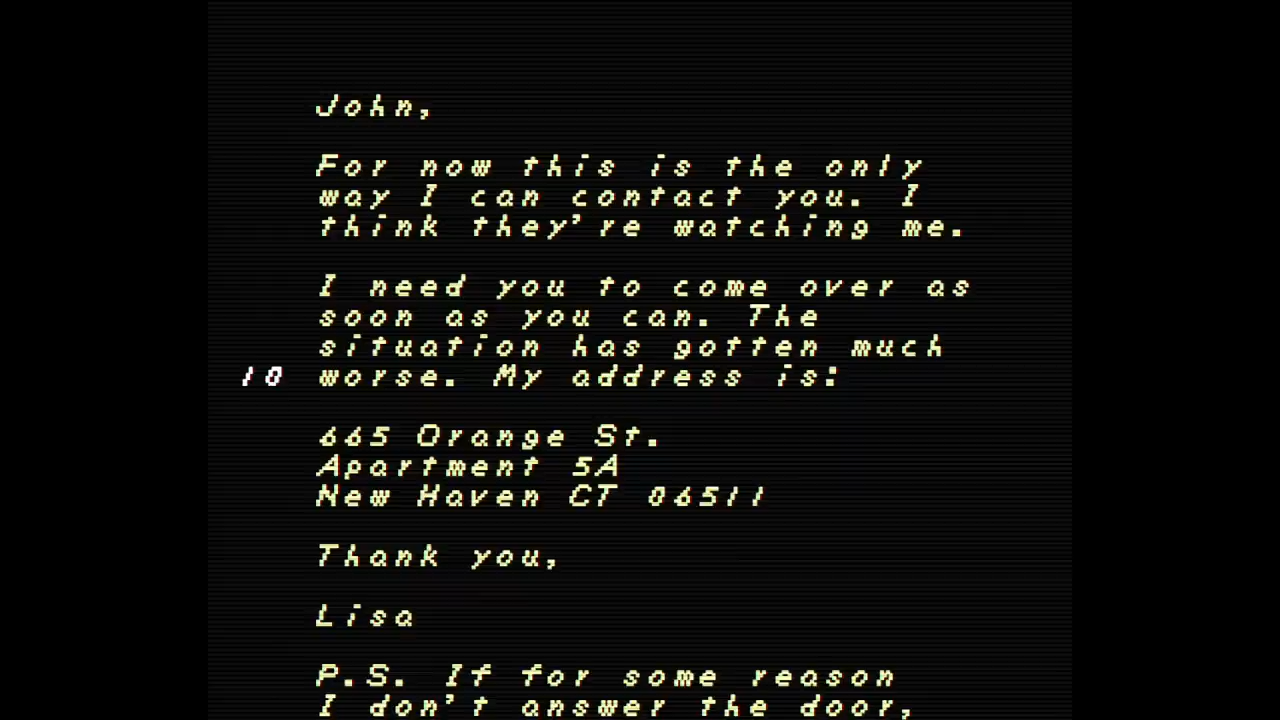 John,
For now this is the only
way I can contact you. I
think they're watching me.
I need you to come over as
soon as you can. The
situation has gotten much
10 worse. My address is:
665 Orange St.
Apartment 5A
New Haven CT 06511
Thank you,
Lisa
P.S. If for some reason
I don't answer the door,